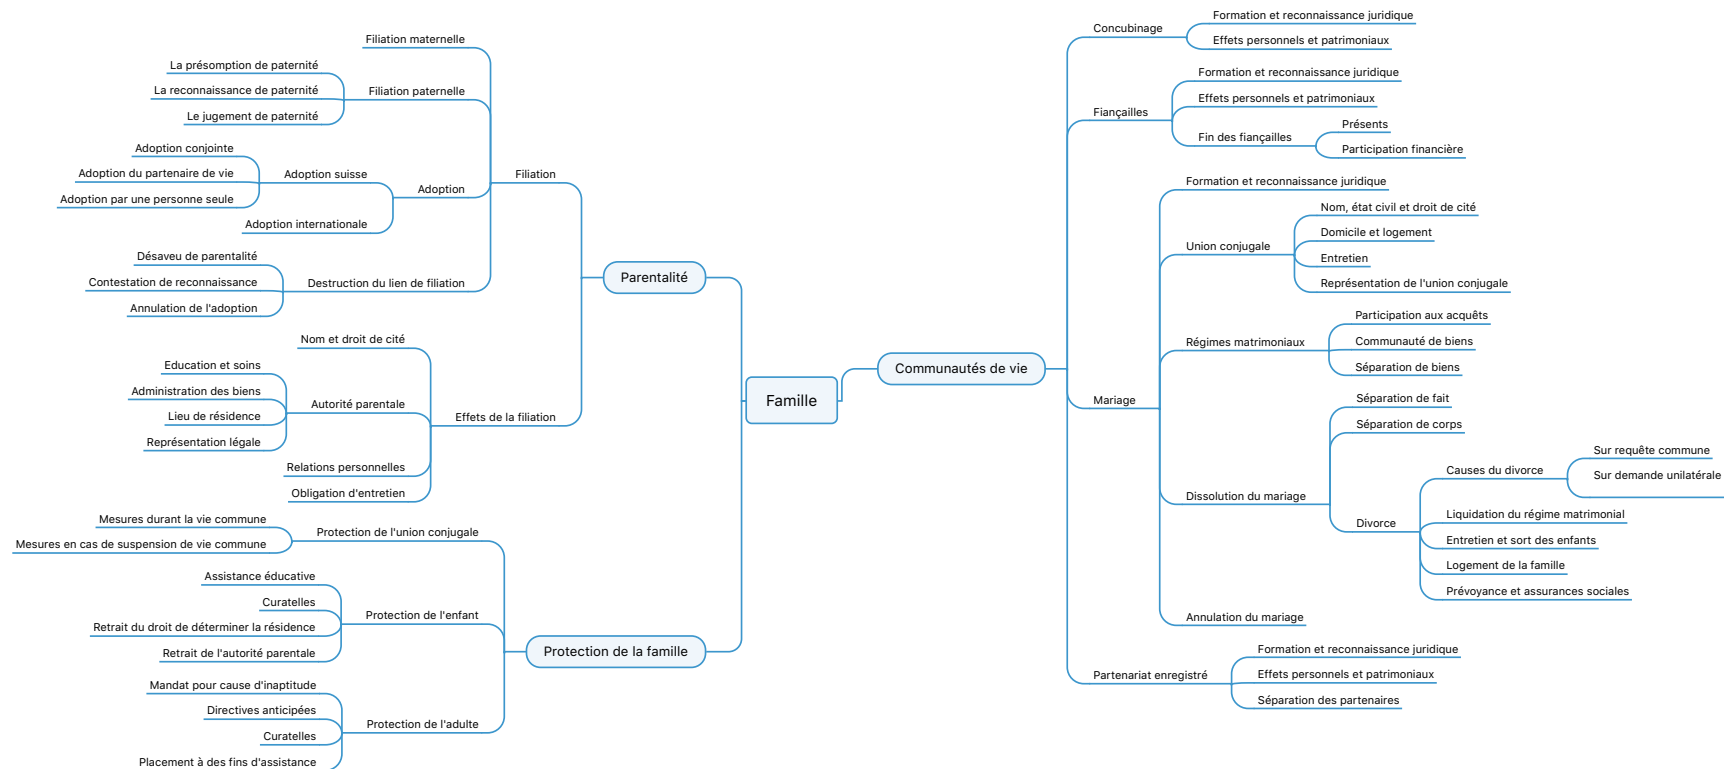 Famille
Parentalité
Filiation
Filiation maternelle
Filiation paternelle
La présomption de paternité
La reconnaissance de paternité
Le jugement de paternité
Adoption
Adoption suisse
Adoption conjointe
Adoption du partenaire de vie
Adoption par une personne seule
Adoption internationale
Destruction du lien de filiation
Désaveu de parentalité
Contestation de reconnaissance
Annulation de l'adoption
Effets de la filiation
Nom et droit de cité
Autorité parentale
Education et soins
Administration des biens
Lieu de résidence
Représentation légale
Relations personnelles
Obligation d'entretien
Protection de la famille
Protection de l'union conjugale
Mesures durant la vie commune
Mesures en cas de suspension de vie commune
Protection de l'enfant
Assistance éducative
Curatelles
Retrait du droit de déterminer la résidence
Retrait de l'autorité parentale
Protection de l'adulte
Mandat pour cause d'inaptitude
Directives anticipées
Curatelles
Placement à des fins d'assistance
Communautés de vie
Concubinage
Formation et reconnaissance juridique
Effets personnels et patrimoniaux
Fiançailles
Formation et reconnaissance juridique
Effets personnels et patrimoniaux
Fin des fiançailles
Présents
Participation financière
Mariage
Formation et reconnaissance juridique
Union conjugale
Nom, état civil et droit de cité
Domicile et logement
Entretien
Représentation de l'union conjugale
Régimes matrimoniaux
Participation aux acquêts
Communauté de biens
Séparation de biens
Dissolution du mariage
Séparation de fait
Séparation de corps
Divorce
Causes du divorce
Sur requête commune
Sur demande unilatérale
Liquidation du régime matrimonial
Entretien et sort des enfants
Logement de la famille
Prévoyance et assurances sociales
Annulation du mariage
Partenariat enregistré
Formation et reconnaissance juridique
Effets personnels et patrimoniaux
Séparation des partenaires